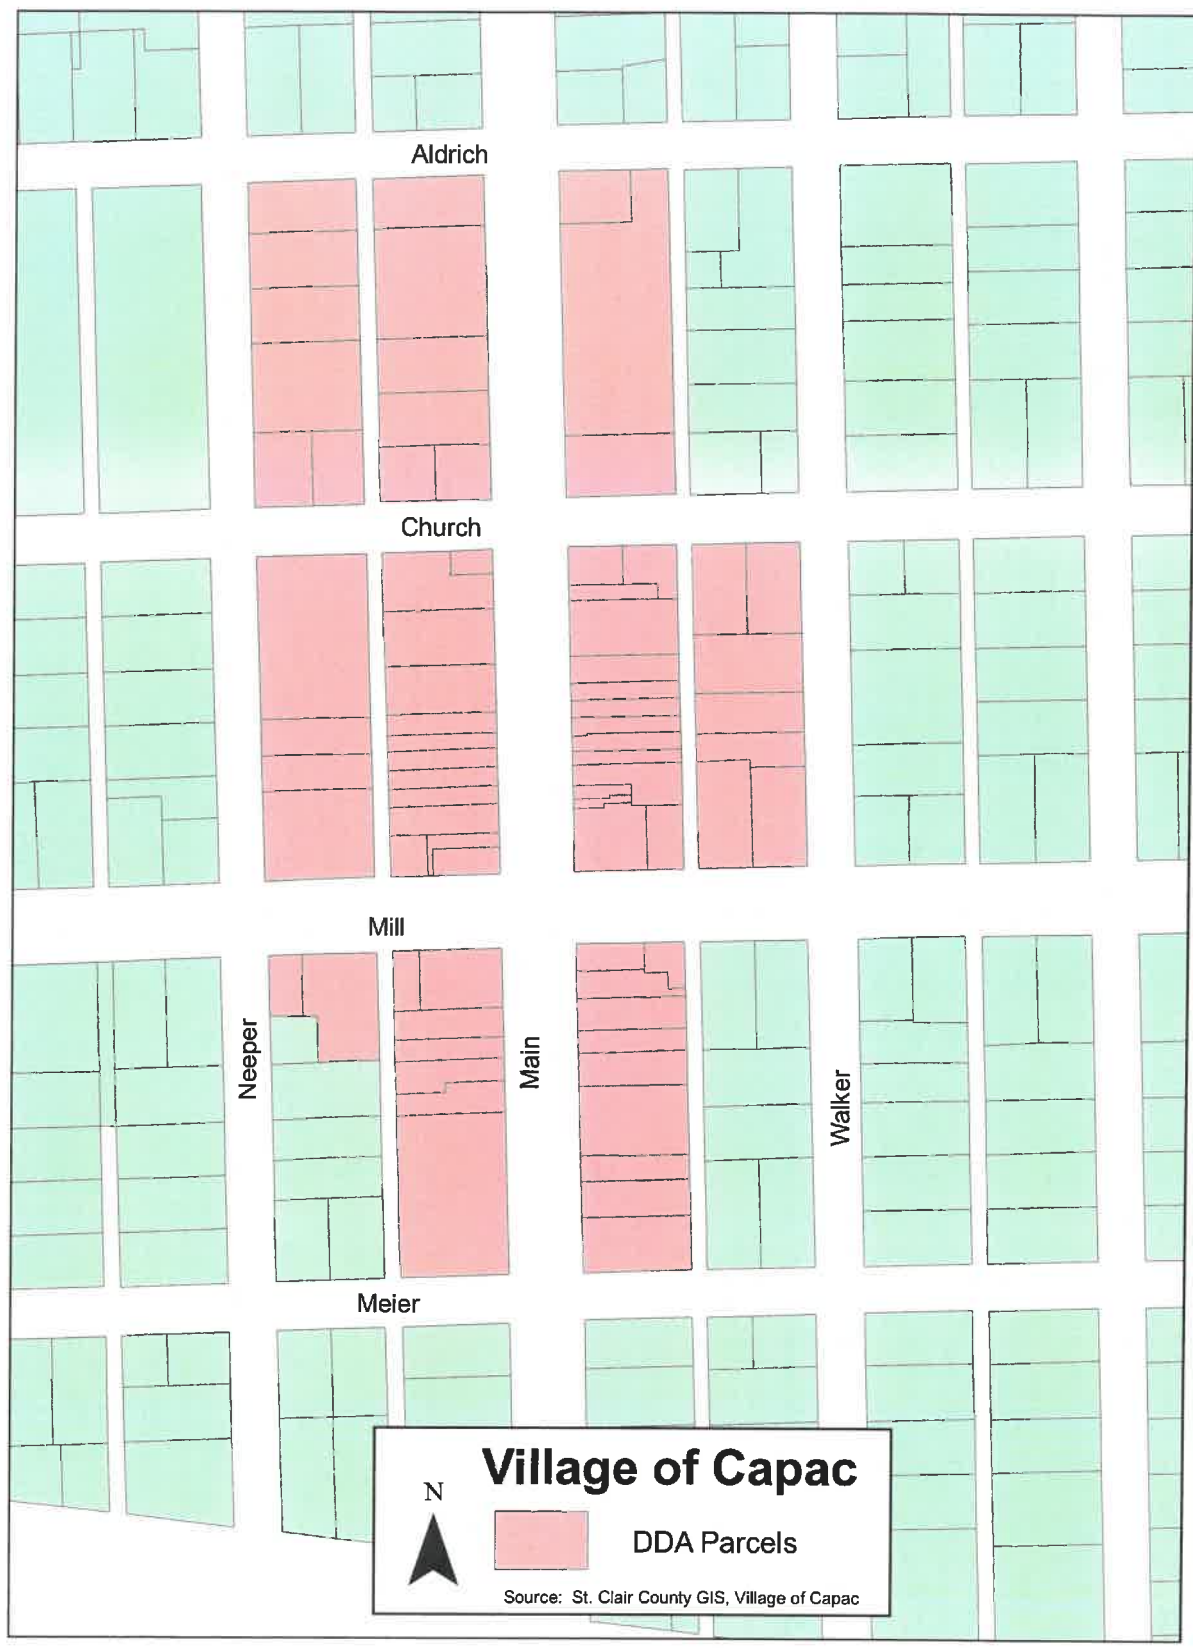 Aldrich
Church
Mill
Neeper
Main
Walker
Meier
Village of Capac
N
DDA Parcels
Source: St. Clair County GIS, Village of Capac